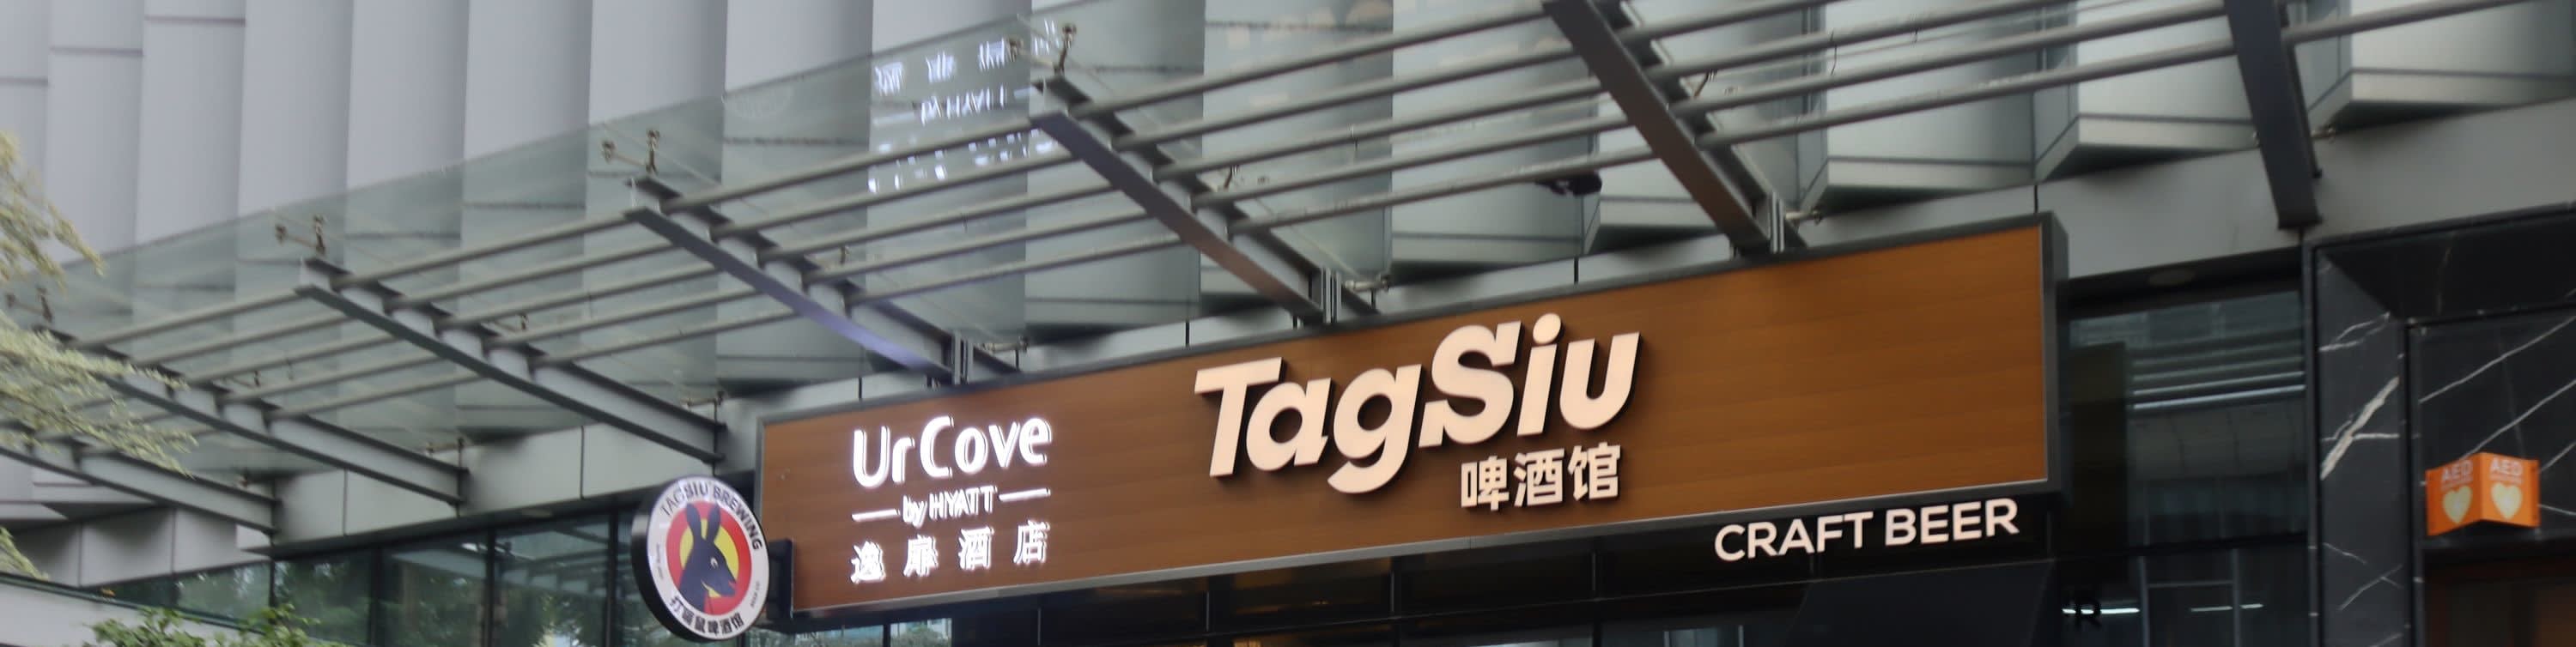 UrCove
by HYATT
逸扉酒店
TagSiu
啤酒馆
CRAFT BEER
TAGSIU BREWING
打嗝鼠啤酒馆
AED AED